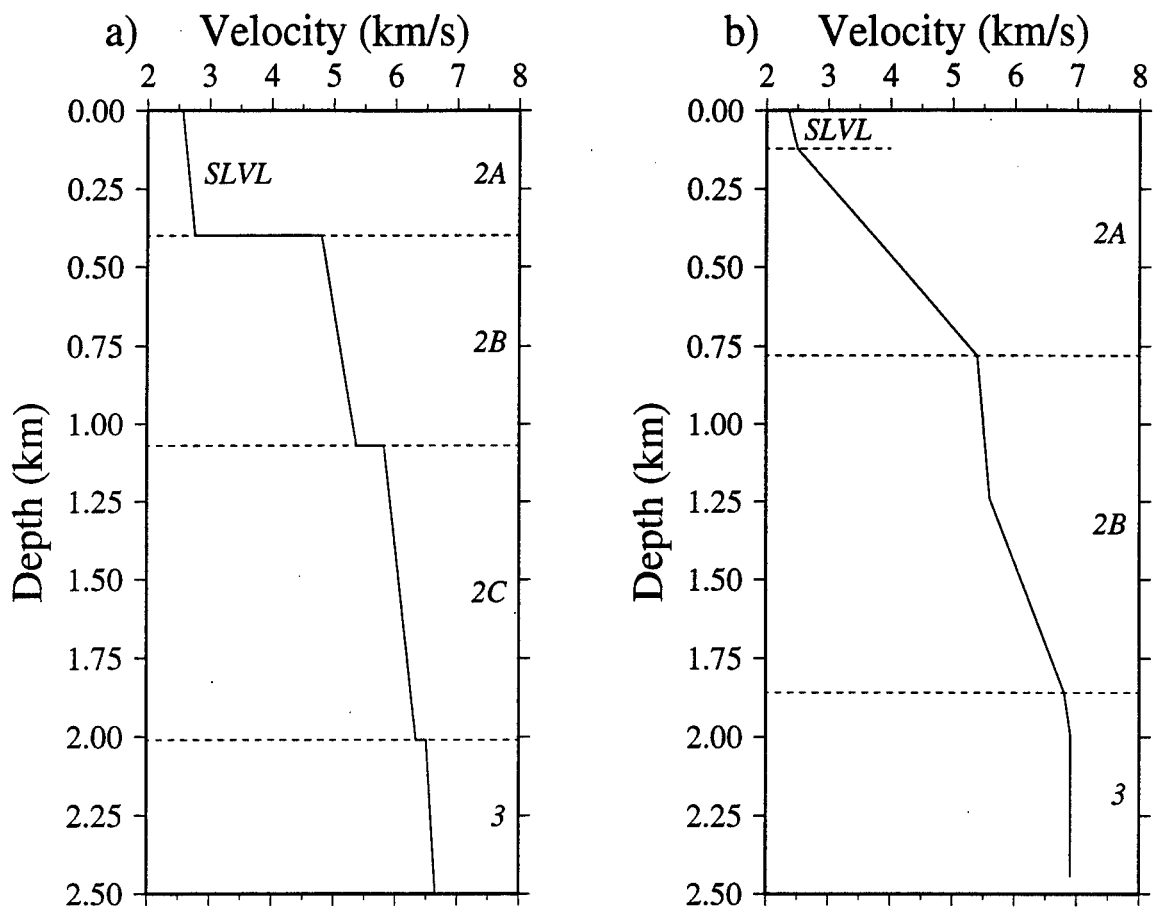 a) Velocity (km/s)
2 3 4 5 6 7 8
0.00
SLVL 2A
0.25
0.50
2B
0.75
1.00
1.25
1.50
2C
1.75
2.00
2.25
3
2.50
Depth (km)
b) Velocity (km/s)
2 3 4 5 6 7 8
0.00
SLVL
0.25
2A
0.50
0.75
1.00
1.25
2B
1.50
1.75
2.00
3
2.25
2.50
Depth (km)